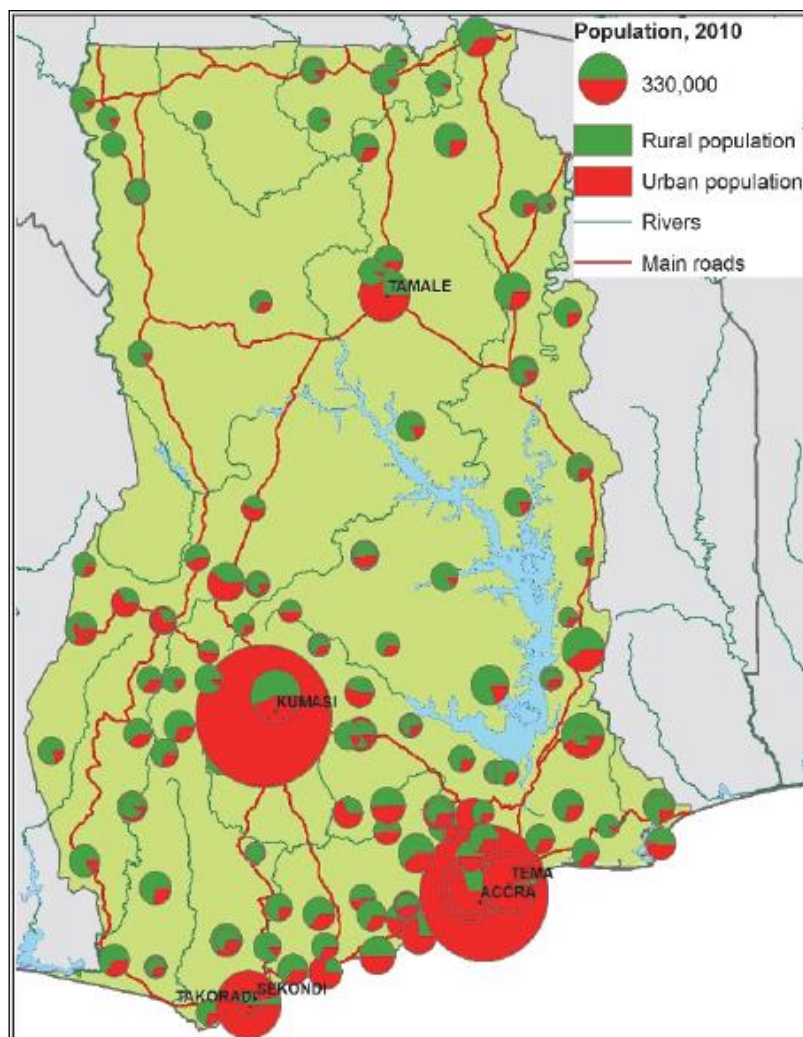 Population, 2010
330,000
Rural population
Urban population
Rivers
Main roads
TAMALE
KUMASI
TEMA
ACCRA
SEKONDI
TAKORADI